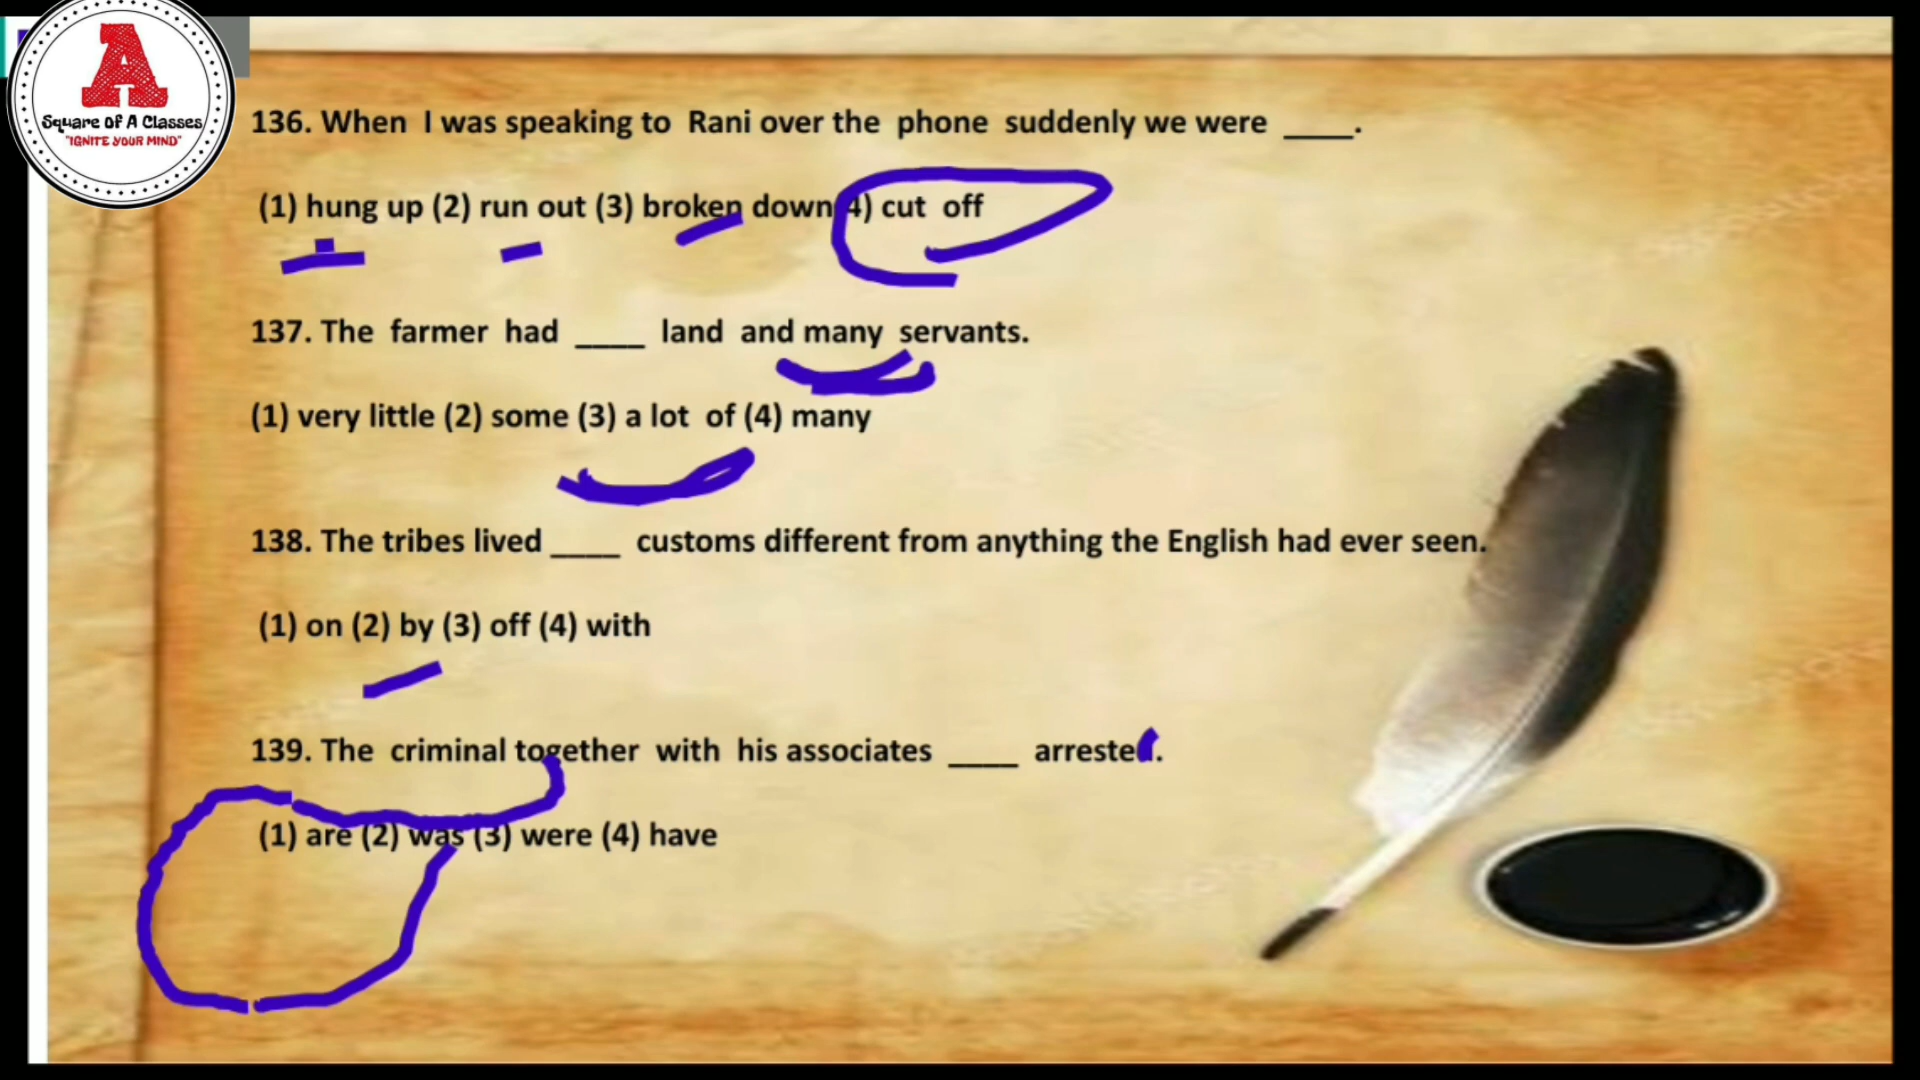 A
Square Of A Classes
"IGNITE YOUR MIND"
136. When I was speaking to Rani over the phone suddenly we were ____.
(1) hung up (2) run out (3) broken down (4) cut off
137. The farmer had ____ land and many servants.
(1) very little (2) some (3) a lot of (4) many
138. The tribes lived ____ customs different from anything the English had ever seen.
(1) on (2) by (3) off (4) with
139. The criminal together with his associates ____ arrested.
(1) are (2) was (3) were (4) have